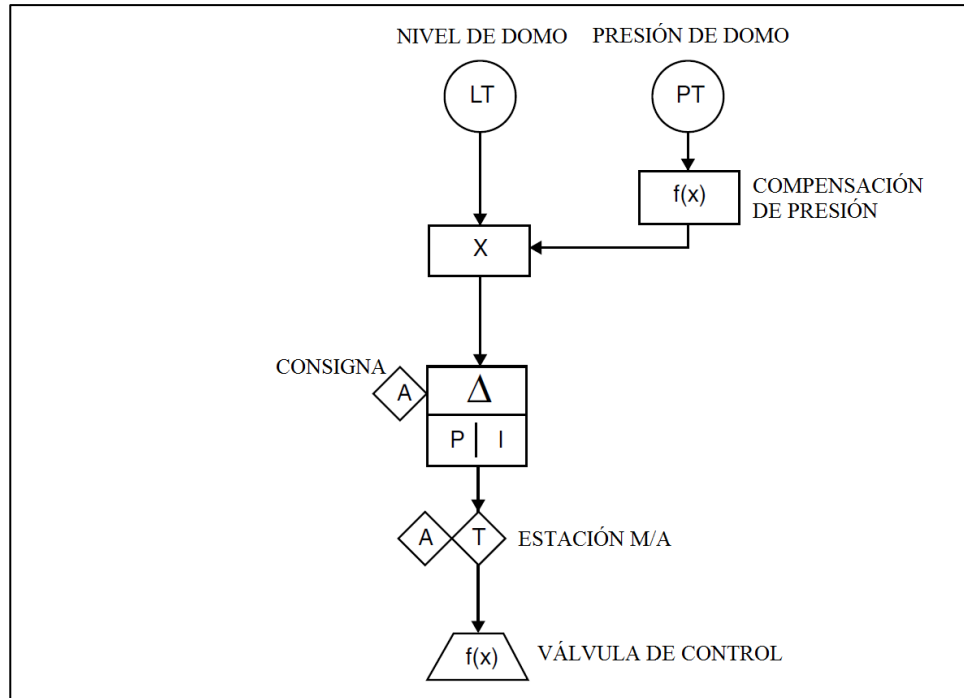 NIVEL DE DOMO
PRESIÓN DE DOMO
LT
PT
f(x)
COMPENSACIÓN
DE PRESIÓN
X
CONSIGNA
A
Δ
P
I
A
T
ESTACIÓN M/A
f(x)
VÁLVULA DE CONTROL